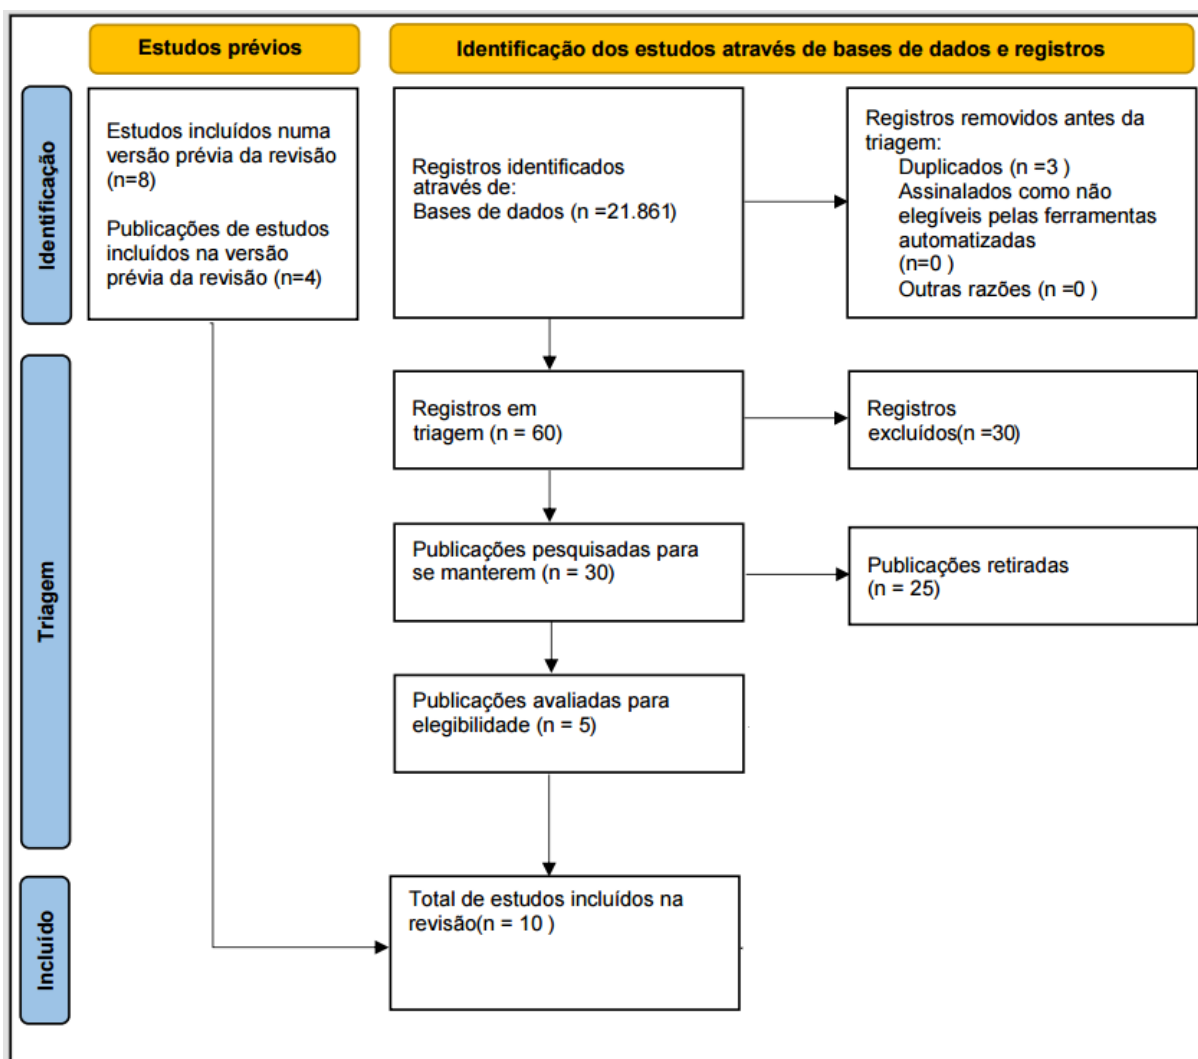 Estudos prévios
Identificação dos estudos através de bases de dados e registros
Identificação
Estudos incluídos numa
versão prévia da revisão
(n=8)
Publicações de estudos
incluídos na versão
prévia da revisão (n=4)
Registros identificados
através de:
Bases de dados (n =21.861)
Registros removidos antes da
triagem:
Duplicados (n =3 )
Assinalados como não
elegíveis pelas ferramentas
automatizadas
(n=0 )
Outras razões (n =0 )
Triagem
Registros em
triagem (n = 60)
Registros
excluídos(n =30)
Publicações pesquisadas para
se manterem (n = 30)
Publicações retiradas
(n = 25)
Publicações avaliadas para
elegibilidade (n = 5)
Incluído
Total de estudos incluídos na
revisão(n = 10 )